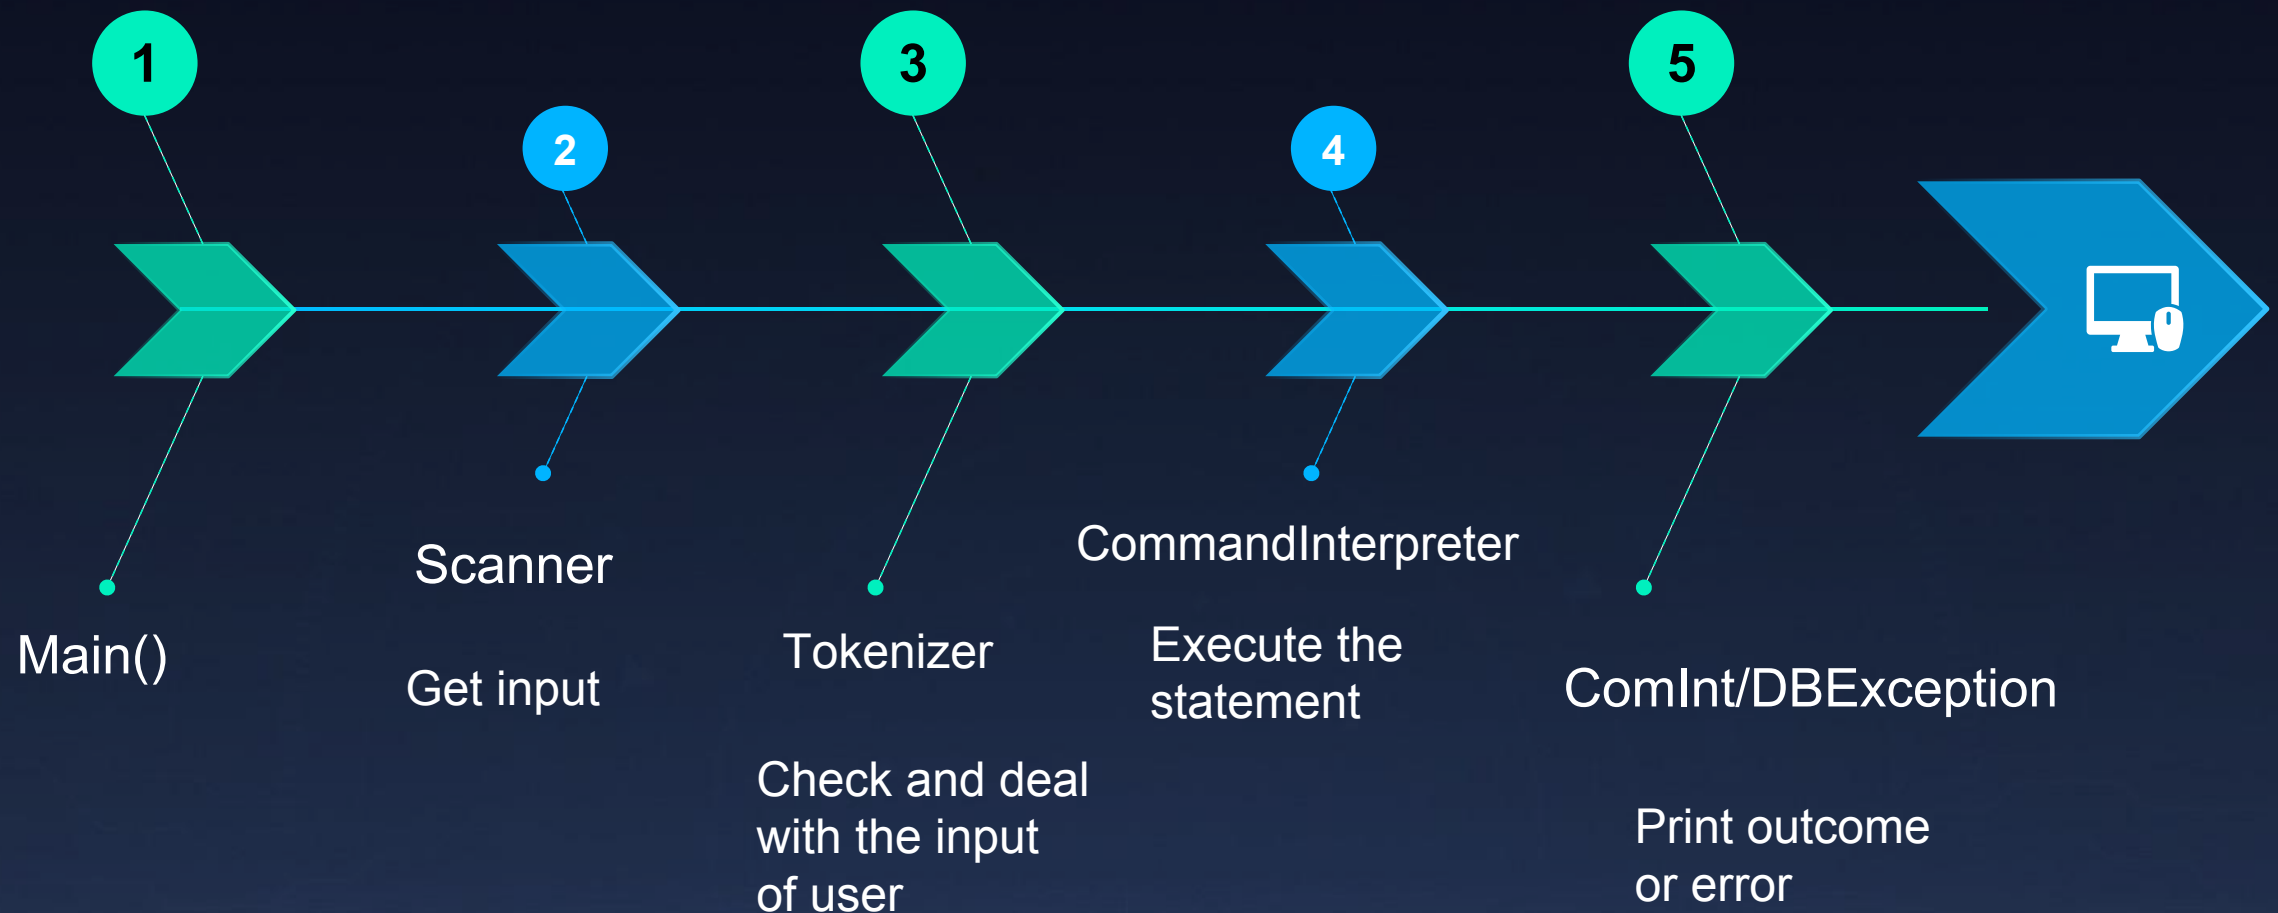 1
Main()
2
Scanner
Get input
3
Tokenizer
Check and deal
with the input
of user
4
CommandInterpreter
Execute the
statement
5
ComInt/DBException
Print outcome
or error